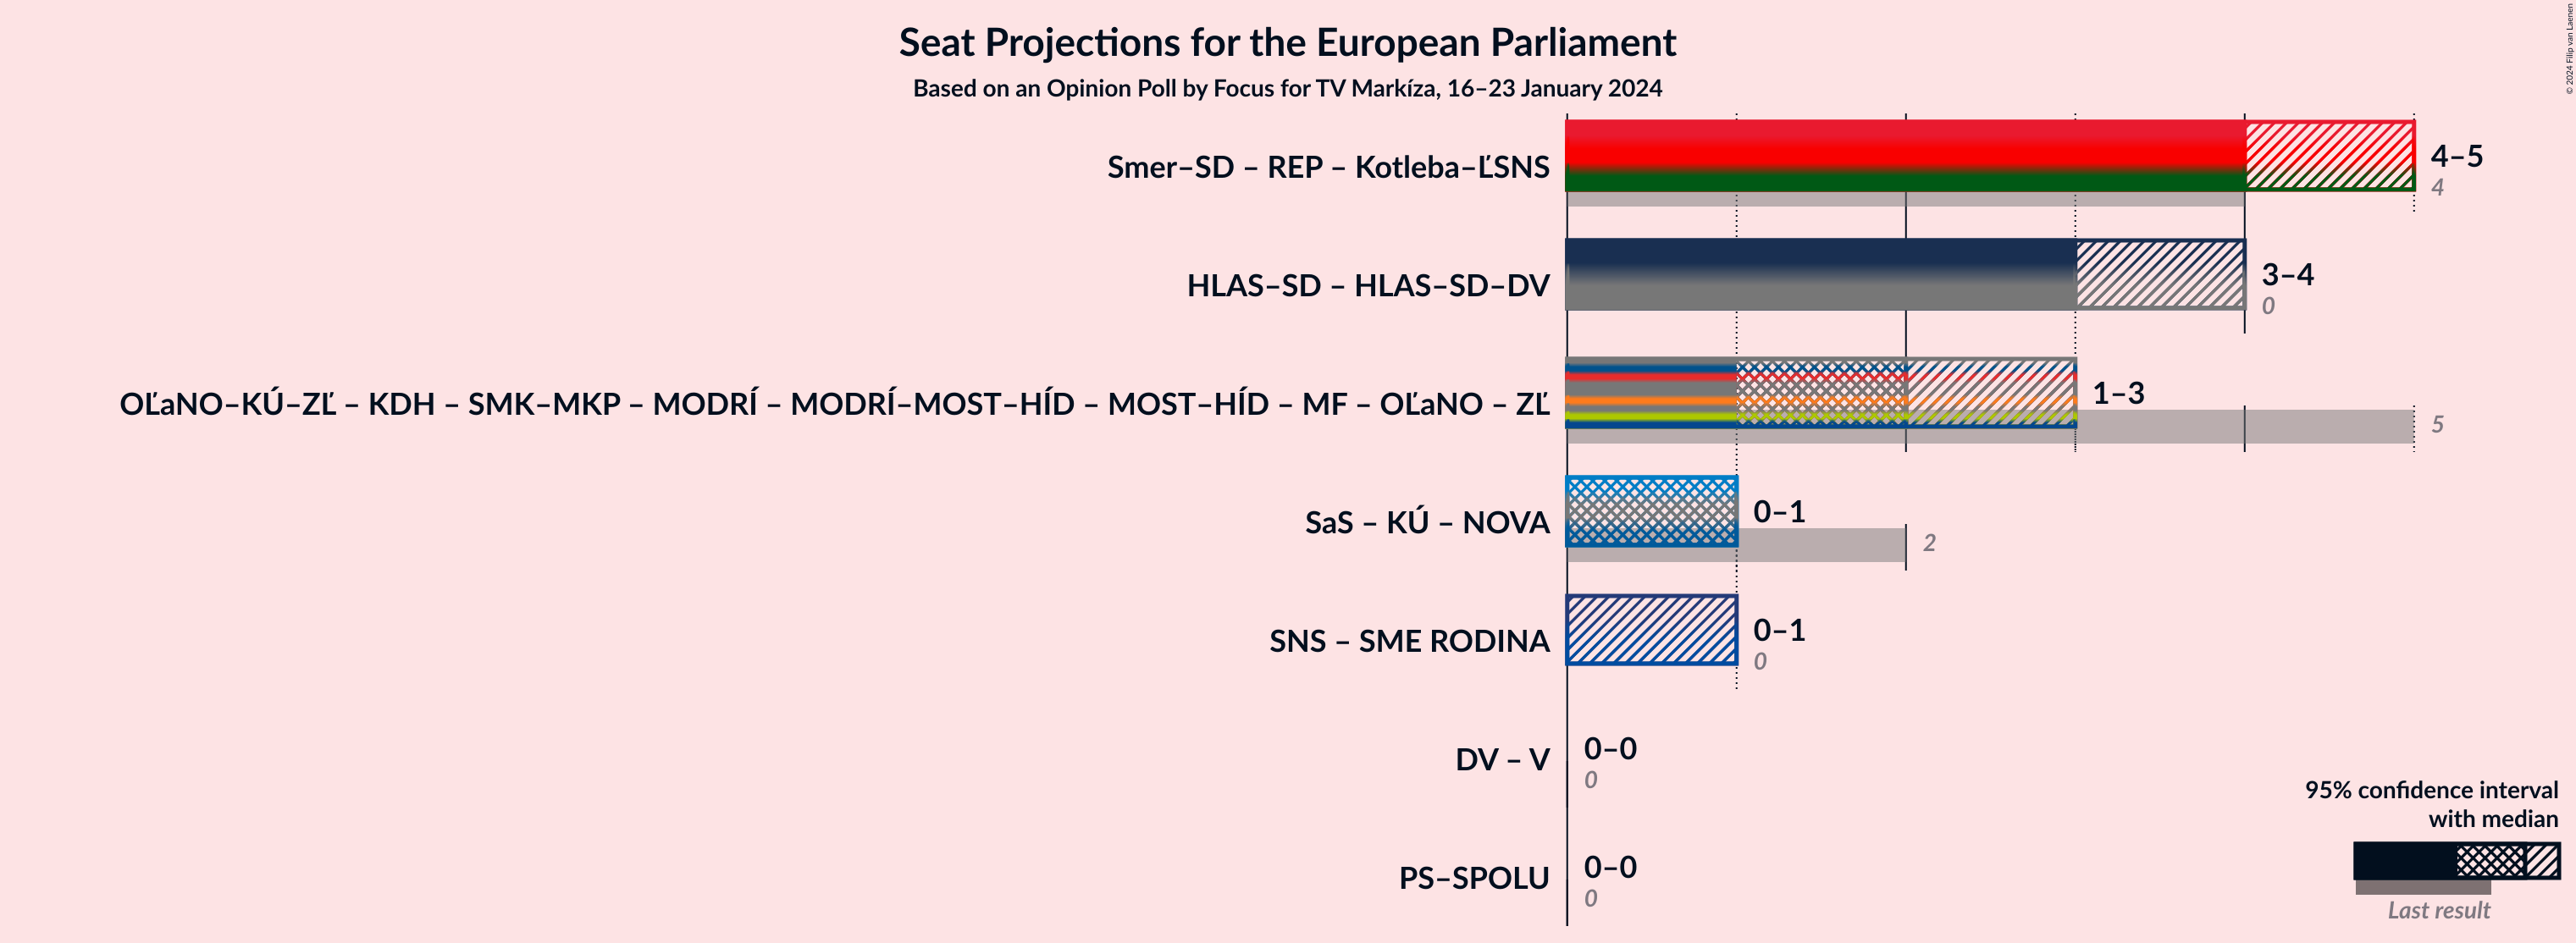 Seat Projections for the European Parliament
Based on an Opinion Poll by Focus for TV Markíza, 16–23 January 2024
© 2024 Filip van Laenen
Smer–SD – REP – Kotleba–ĽSNS
4–5
4
HLAS–SD – HLAS–SD–DV
3–4
0
OĽaNO–KÚ–ZĽ – KDH – SMK–MKP – MODRÍ – MODRÍ–MOST–HÍD – MOST–HÍD – MF – OĽaNO – ZĽ
1–3
5
SaS – KÚ – NOVA
0–1
2
SNS – SME RODINA
0–1
0
DV – V
0–0
0
PS–SPOLU
0–0
0
95% confidence interval
with median
Last result